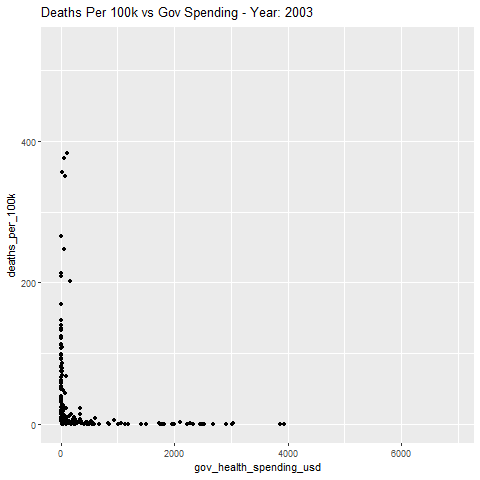 Deaths Per 100k vs Gov Spending - Year: 2003
deaths_per_100k
400
200
0
0 2000 4000 6000
gov_health_spending_usd